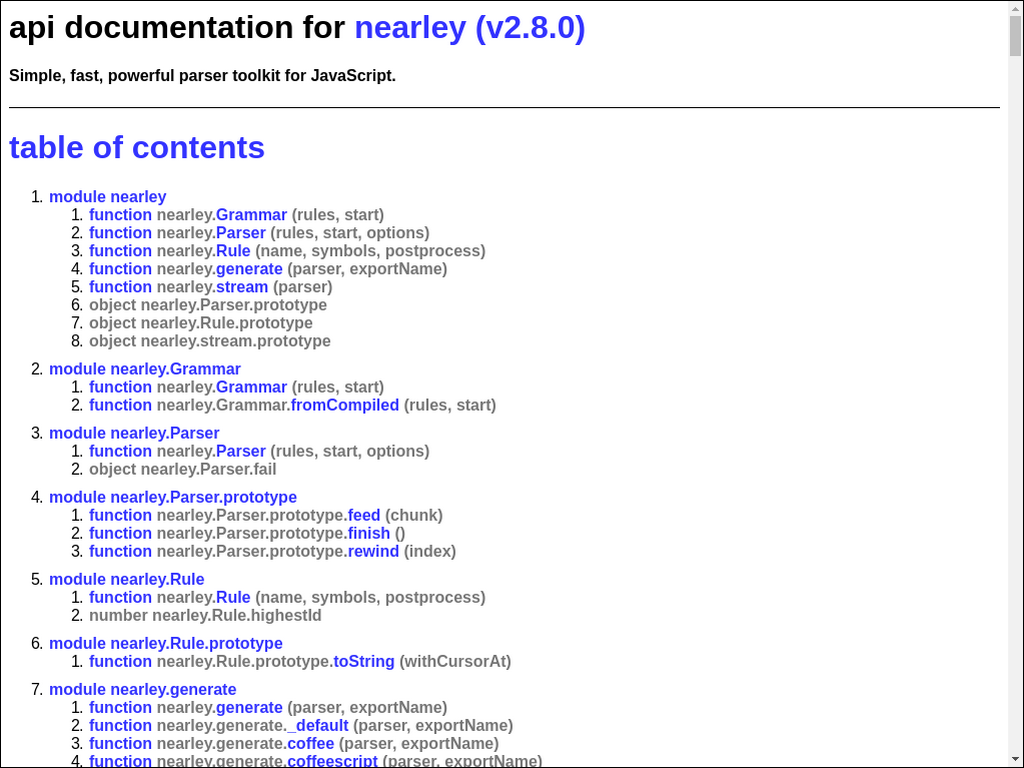 api documentation for nearley (v2.8.0)
Simple, fast, powerful parser toolkit for JavaScript.
table of contents
1. module nearley
1. function nearley.Grammar (rules, start)
2. function nearley.Parser (rules, start, options)
3. function nearley.Rule (name, symbols, postprocess)
4. function nearley.generate (parser, exportName)
5. function nearley.stream (parser)
6. object nearley.Parser.prototype
7. object nearley.Rule.prototype
8. object nearley.stream.prototype
2. module nearley.Grammar
1. function nearley.Grammar (rules, start)
2. function nearley.Grammar.fromCompiled (rules, start)
3. module nearley.Parser
1. function nearley.Parser (rules, start, options)
2. object nearley.Parser.fail
4. module nearley.Parser.prototype
1. function nearley.Parser.prototype.feed (chunk)
2. function nearley.Parser.prototype.finish ()
3. function nearley.Parser.prototype.rewind (index)
5. module nearley.Rule
1. function nearley.Rule (name, symbols, postprocess)
2. number nearley.Rule.highestId
6. module nearley.Rule.prototype
1. function nearley.Rule.prototype.toString (withCursorAt)
7. module nearley.generate
1. function nearley.generate (parser, exportName)
2. function nearley.generate._default (parser, exportName)
3. function nearley.generate.coffee (parser, exportName)
4. function nearley.generate.coffeescript (parser, exportName)